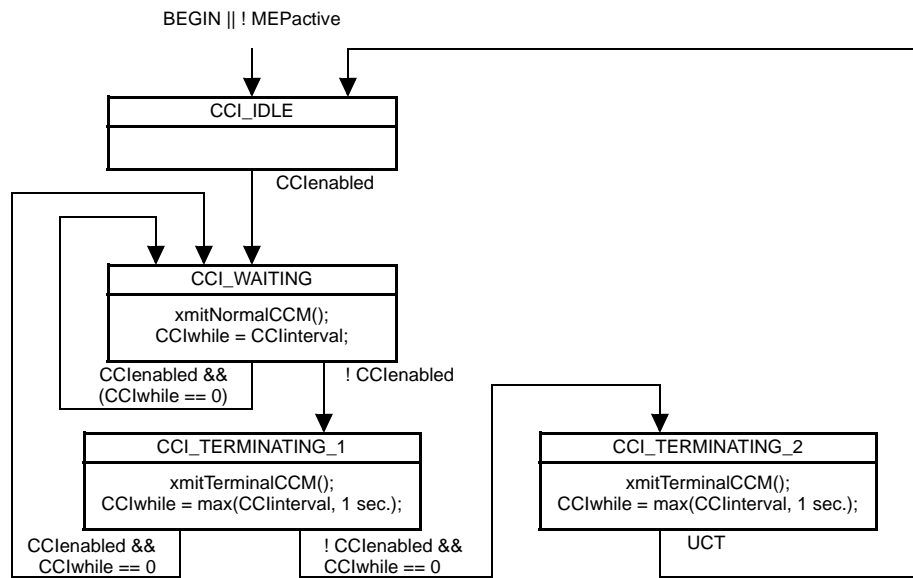 BEGIN || ! MEPactive
CCI_IDLE
CCIenabled
CCI_WAITING
xmitNormalCCM();
CCIwhile = CCIinterval;
CCIenabled &&
(CCIwhile == 0)
! CCIenabled
CCI_TERMINATING_1
xmitTerminalCCM();
CCIwhile = max(CCIinterval, 1 sec.);
CCI_TERMINATING_2
xmitTerminalCCM();
CCIwhile = max(CCIinterval, 1 sec.);
CCIenabled &&
CCIwhile == 0
! CCIenabled &&
CCIwhile == 0
UCT